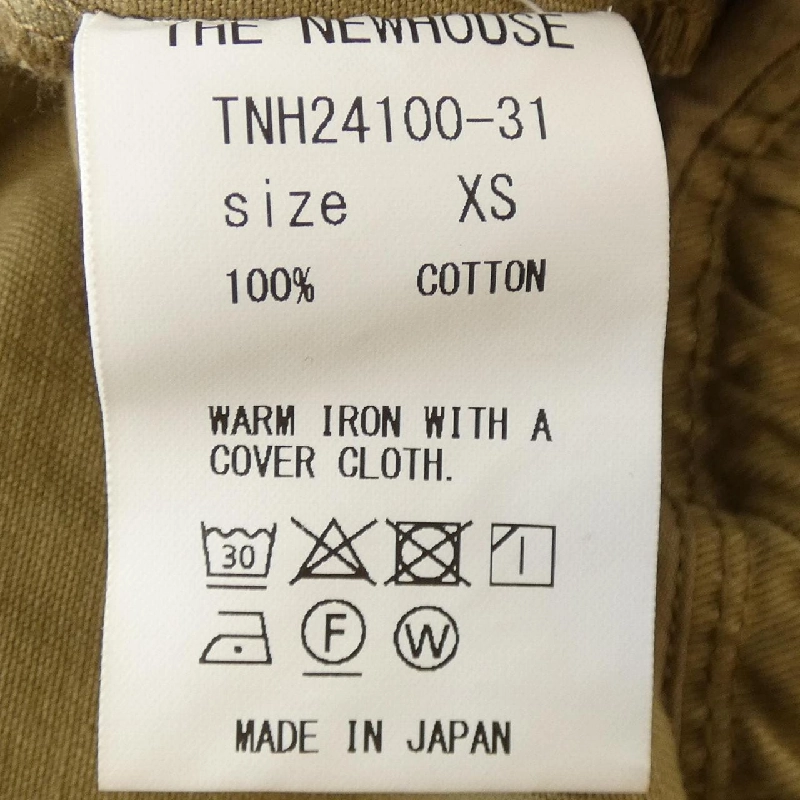 THE NEWHOUSE
TNH24100-31
size XS
100% COTTON
WARM IRON WITH A
COVER CLOTH.
30
F W
MADE IN JAPAN